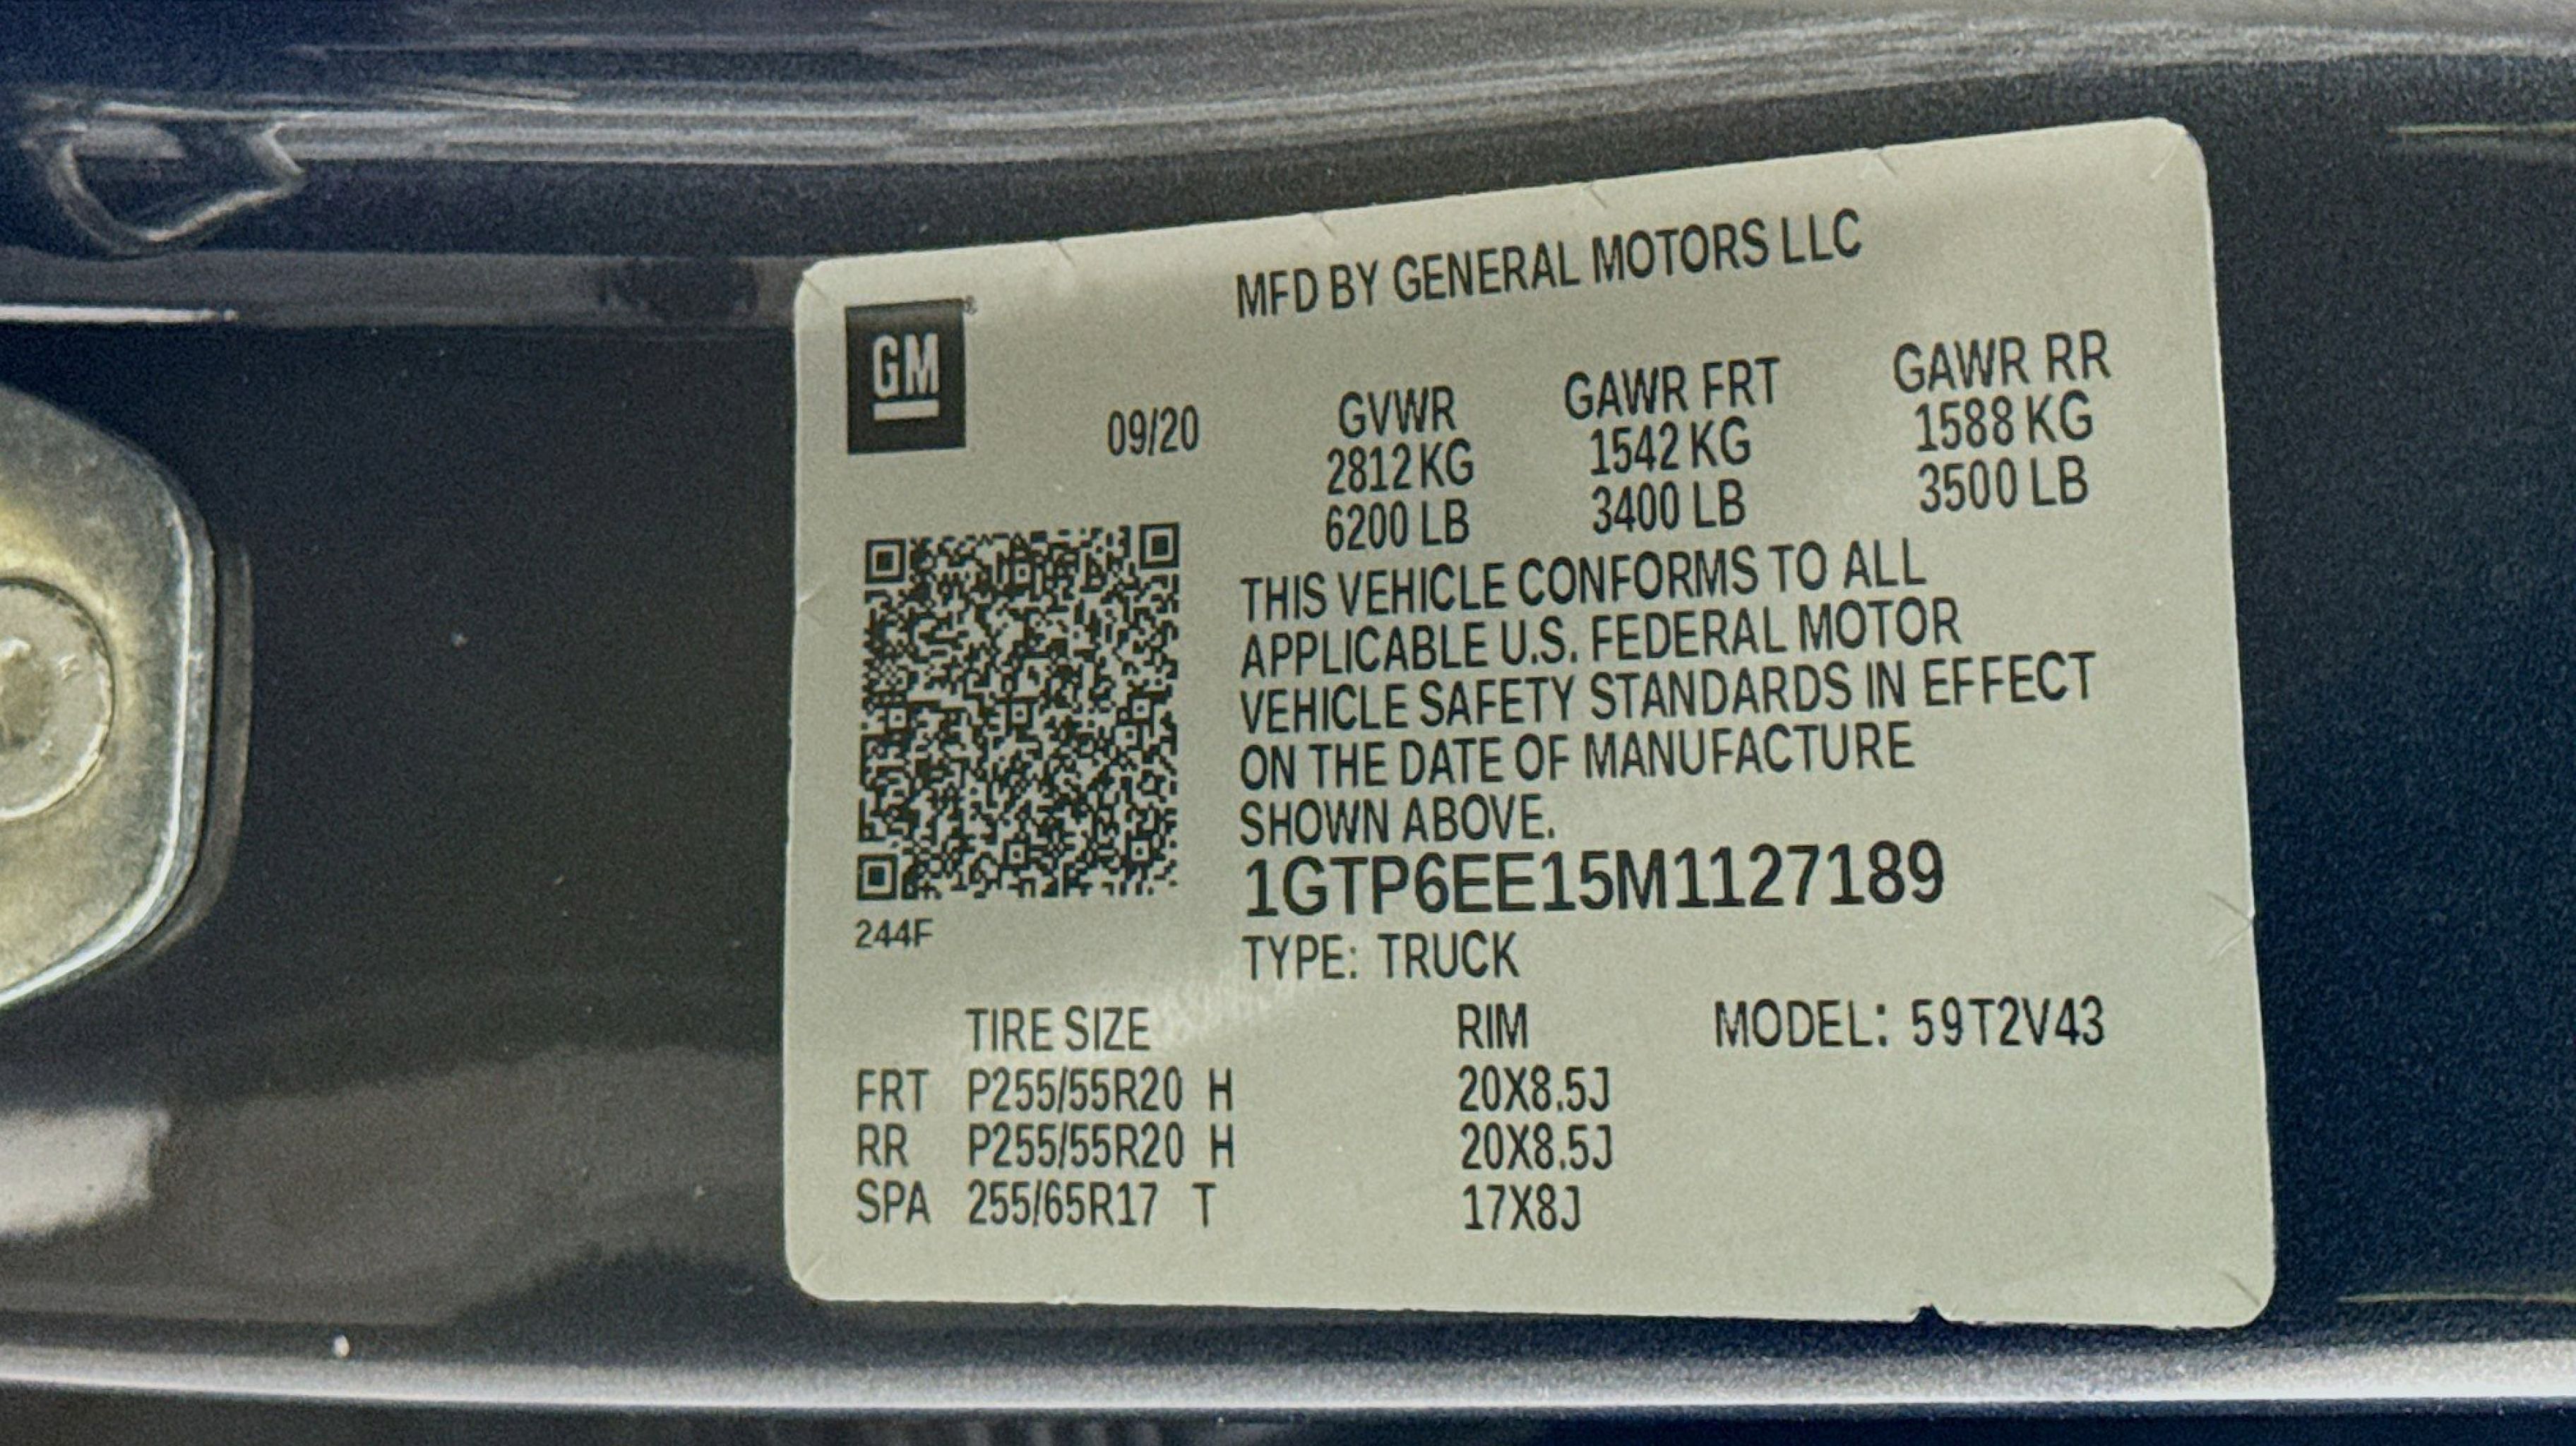 MFD BY GENERAL MOTORS LLC
GM®
09/20
GVWR GAWR FRT GAWR RR
2812 KG 1542 KG 1588 KG
6200 LB 3400 LB 3500 LB
THIS VEHICLE CONFORMS TO ALL
APPLICABLE U.S. FEDERAL MOTOR
VEHICLE SAFETY STANDARDS IN EFFECT
ON THE DATE OF MANUFACTURE
SHOWN ABOVE.
1GTP6EE15M1127189
244F
TYPE: TRUCK
TIRE SIZE RIM MODEL: 59T2V43
FRT P255/55R20 H 20X8.5J
RR P255/55R20 H 20X8.5J
SPA 255/65R17 T 17X8J